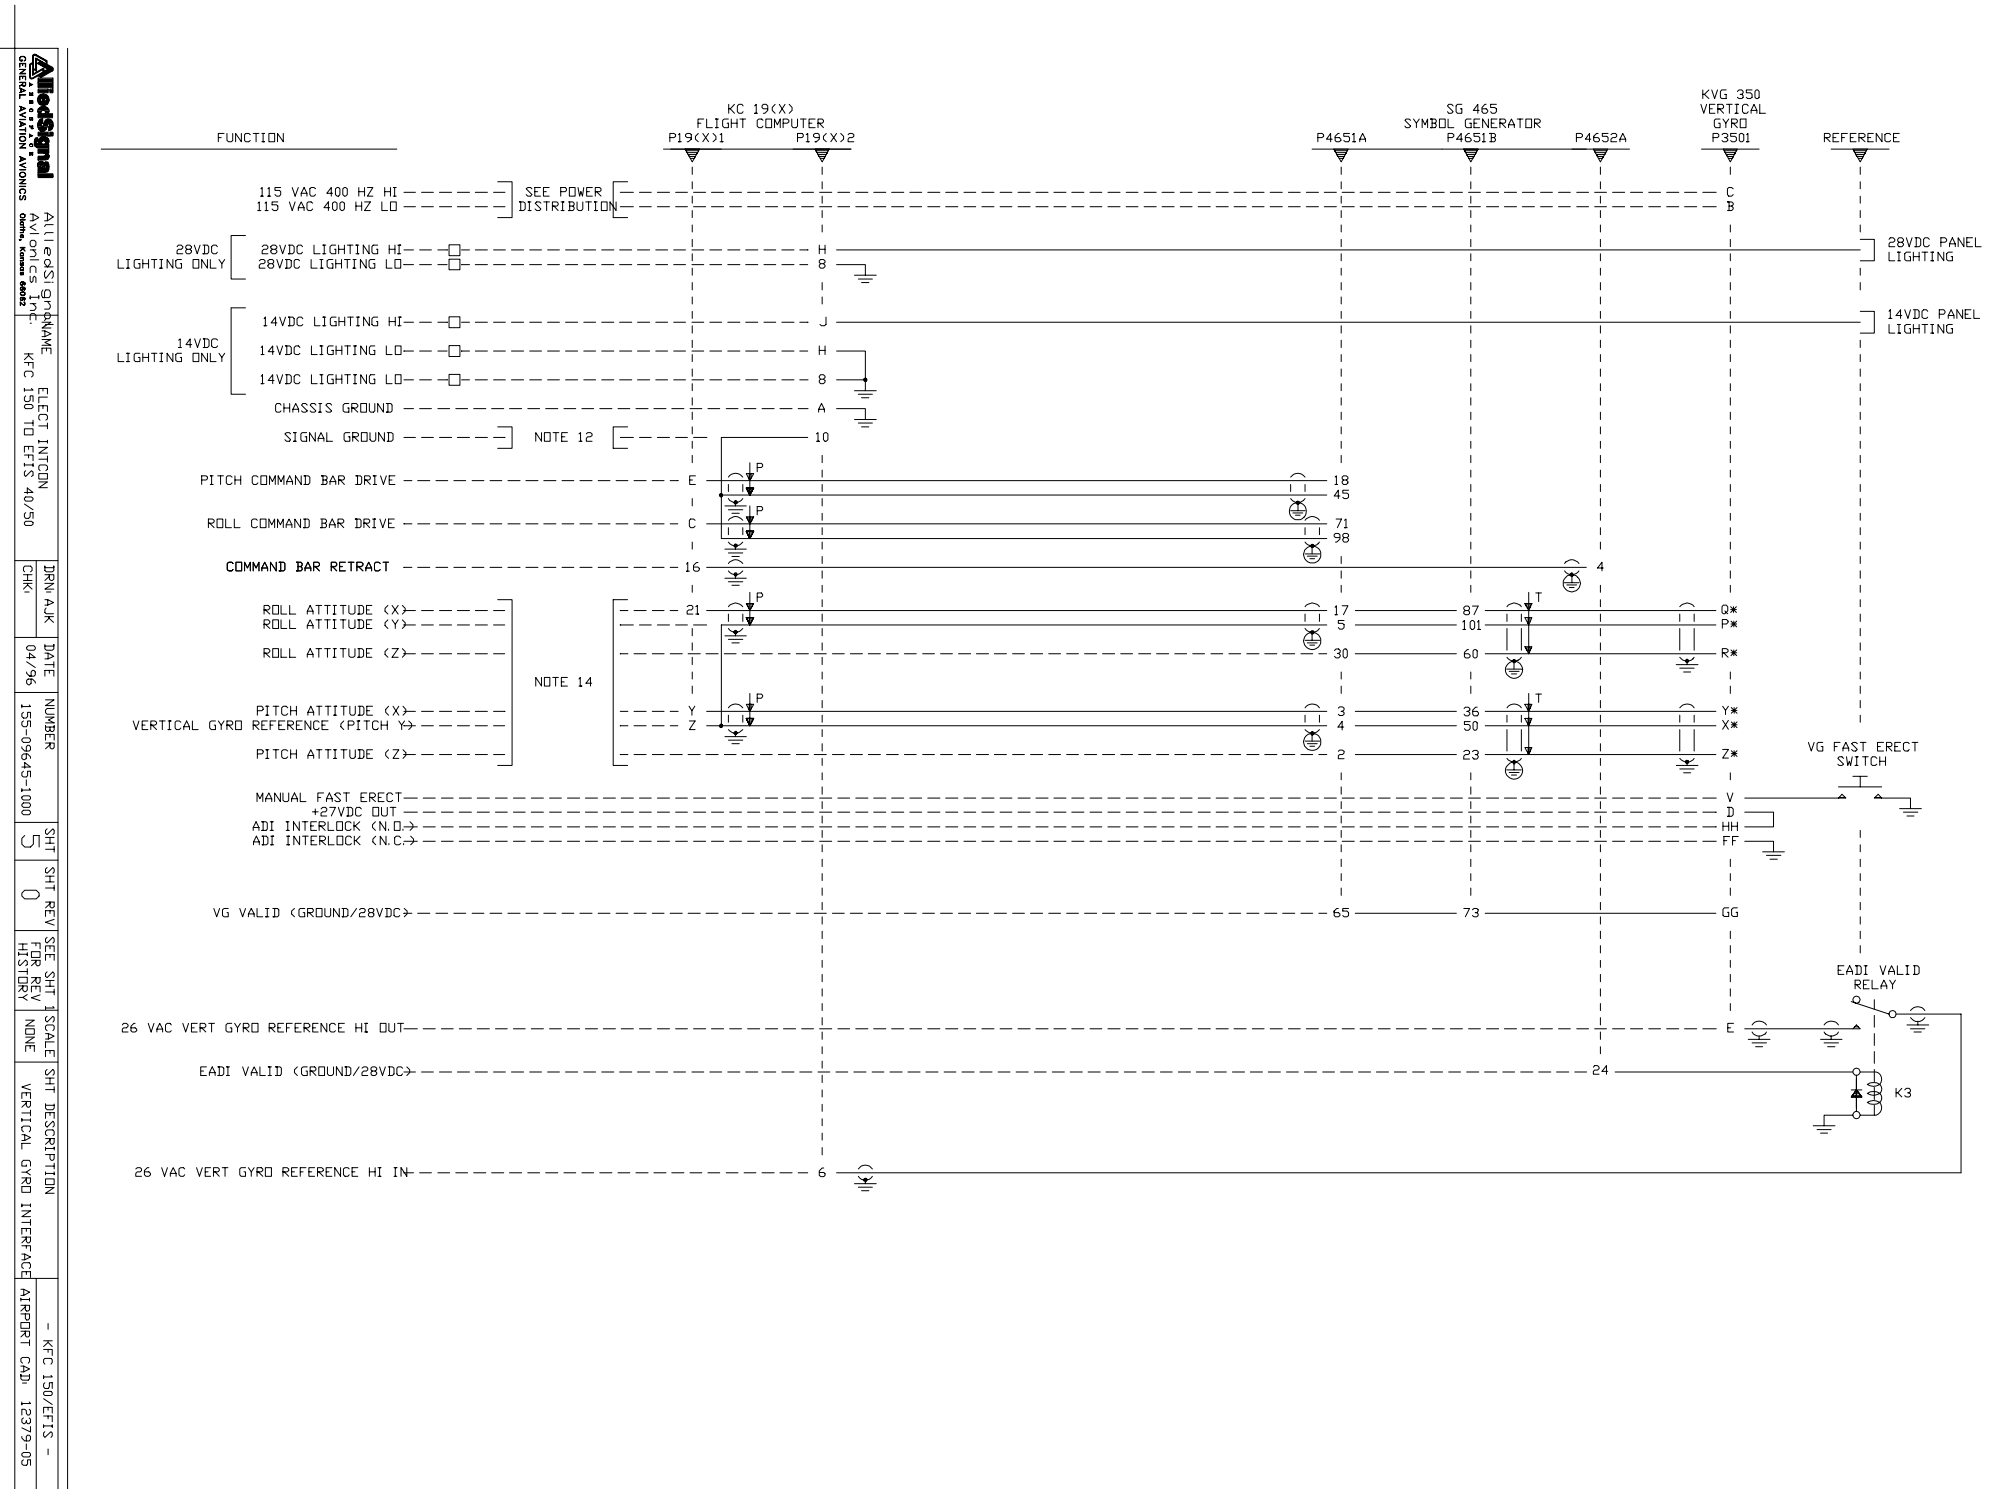 KC 19(X)
FLIGHT COMPUTER
P19(X)1
P19(X)2
SG 465
SYMBOL GENERATOR
P4651A
P4651B
P4652A
KVG 350
VERTICAL
GYRO
P3501
REFERENCE
FUNCTION
115 VAC 400 HZ HI
SEE POWER
C
115 VAC 400 HZ LO
DISTRIBUTION
B
28VDC
LIGHTING ONLY
28VDC LIGHTING HI
H
28VDC PANEL
LIGHTING
28VDC LIGHTING LO
8
14VDC
LIGHTING ONLY
14VDC LIGHTING HI
J
14VDC PANEL
LIGHTING
14VDC LIGHTING LO
H
14VDC LIGHTING LO
8
CHASSIS GROUND
A
SIGNAL GROUND
NOTE 12
10
P
PITCH COMMAND BAR DRIVE
E
18
45
P
ROLL COMMAND BAR DRIVE
C
71
98
COMMAND BAR RETRACT
16
4
P
T
ROLL ATTITUDE (X)
21
17
87
Q*
ROLL ATTITUDE (Y)
5
101
P*
ROLL ATTITUDE (Z)
30
60
R*
NOTE 14
P
T
PITCH ATTITUDE (X)
Y
3
36
Y*
VERTICAL GYRO REFERENCE (PITCH Y)
Z
4
50
X*
PITCH ATTITUDE (Z)
2
23
Z*
VG FAST ERECT
SWITCH
MANUAL FAST ERECT
V
+27VDC OUT
D
ADI INTERLOCK (N.O.)
HH
ADI INTERLOCK (N.C.)
FF
VG VALID (GROUND/28VDC)
65
73
GG
EADI VALID
RELAY
26 VAC VERT GYRO REFERENCE HI OUT
E
EADI VALID (GROUND/28VDC)
24
K3
26 VAC VERT GYRO REFERENCE HI IN
6
AlliedSignal
AEROSPACE
GENERAL AVIATION AVIONICS Olathe, Kansas 66062
AlliedSignal
Avionics Inc.
NAME
ELECT INTCON
KFC 150 TO EFIS 40/50
DRN: AJK
CHK:
DATE
04/96
NUMBER
155-09645-1000
SHT
5
SHT REV
0
SEE SHT 1
FOR REV
HISTORY
SCALE
NONE
SHT DESCRIPTION
VERTICAL GYRO INTERFACE
- KFC 150/EFIS -
AIRPORT CAD: 12379-05